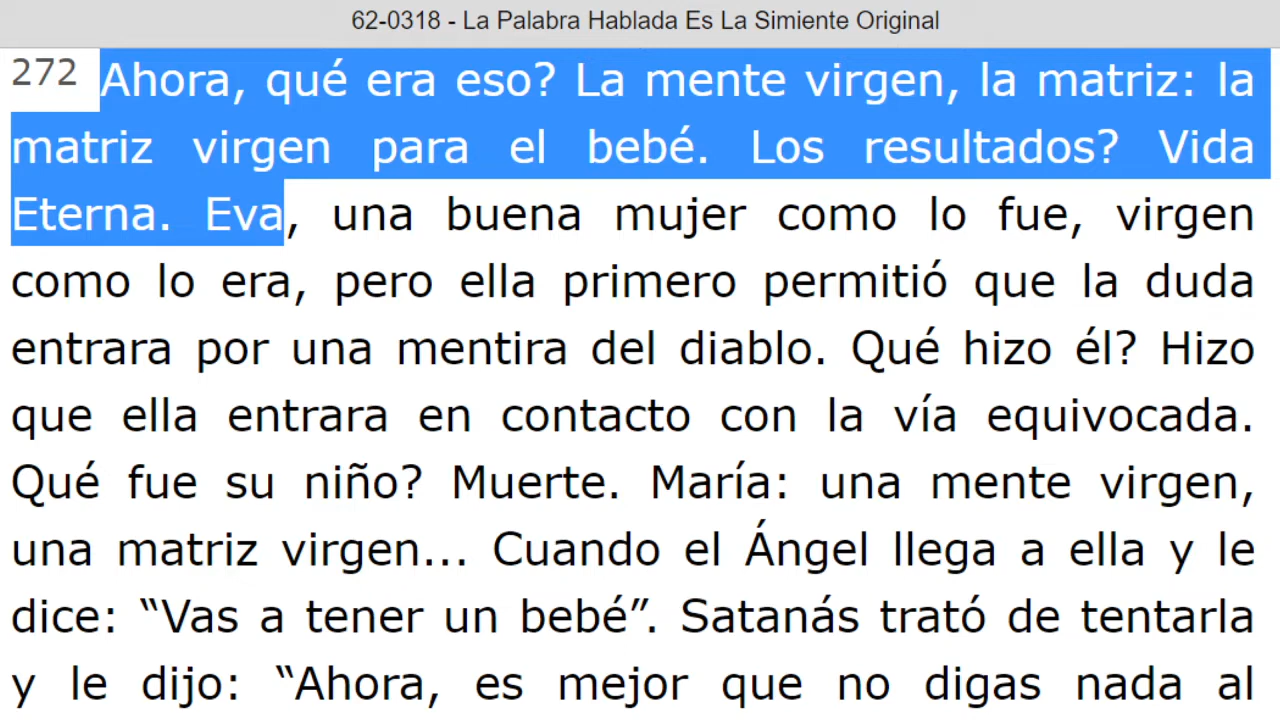 62-0318 - La Palabra Hablada Es La Simiente Original
272 Ahora, qué era eso? La mente virgen, la matriz: la
matriz virgen para el bebé. Los resultados? Vida
Eterna. Eva, una buena mujer como lo fue, virgen
como lo era, pero ella primero permitió que la duda
entrara por una mentira del diablo. Qué hizo él? Hizo
que ella entrara en contacto con la vía equivocada.
Qué fue su niño? Muerte. María: una mente virgen,
una matriz virgen... Cuando el Ángel llega a ella y le
dice: “Vas a tener un bebé”. Satanás trató de tentarla
y le dijo: “Ahora, es mejor que no digas nada al